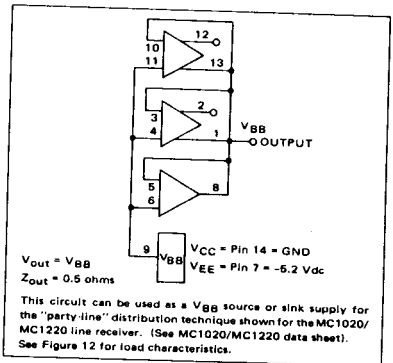 12
10
11
13
2
3
4
1
VBB
OUTPUT
5
6
8
9
VBB
VCC = Pin 14 = GND
VEE = Pin 7 = -5.2 Vdc
Vout = VBB
Zout = 0.5 ohms
This circuit can be used as a VBB source or sink supply for
the "party-line" distribution technique shown for the MC1020/
MC1220 line receiver. (See MC1020/MC1220 data sheet).
See Figure 12 for load characteristics.